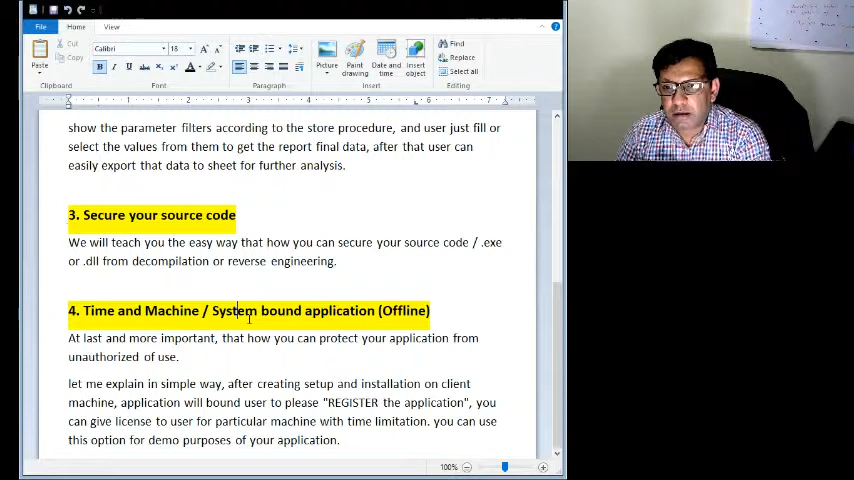 File
Home
View
Cut
Copy
Paste
Calibri
18
Find
Replace
Select all
Picture
Paint drawing
Date and time
Insert object
Clipboard
Font
Paragraph
Insert
Editing
show the parameter filters according to the store procedure, and user just fill or
select the values from them to get the report final data, after that user can
easily export that data to sheet for further analysis.
3. Secure your source code
We will teach you the easy way that how you can secure your source code / .exe
or .dll from decompilation or reverse engineering.
4. Time and Machine / System bound application (Offline)
At last and more important, that how you can protect your application from
unauthorized of use.
let me explain in simple way, after creating setup and installation on client
machine, application will bound user to please "REGISTER the application", you
can give license to user for particular machine with time limitation. you can use
this option for demo purposes of your application.
100%